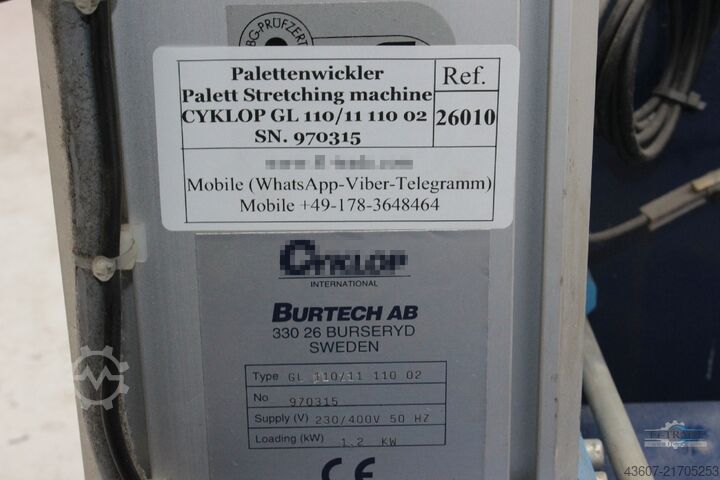 BG-PRÜFZERT
Palettenwickler
Palett Stretching machine
CYKLOP GL 110/11 110 02
SN. 970315
Ref.
26010
Mobile (WhatsApp-Viber-Telegramm)
Mobile +49-178-3648464
CYKLOP
INTERNATIONAL
BURTECH AB
330 26 BURSERYD
SWEDEN
Type GL 110/11 110 02
No 970315
Supply (V) 230/400V 50 HZ
Loading (kW) 1.2 KW
CE
43607-21705253